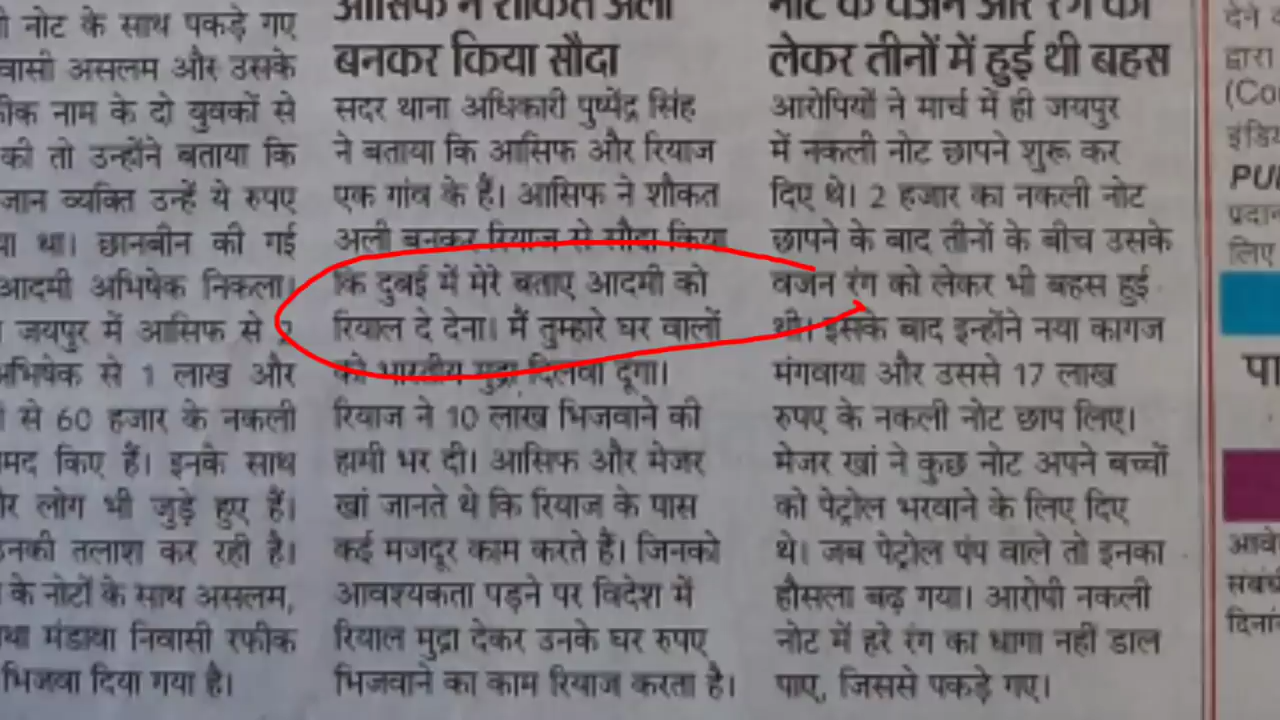 नोट के साथ पकड़े गए
वासी असलम और उसके
नाम के दो युवकों से
की तो उन्होंने बताया कि
जान व्यक्ति उन्हें ये रुपए
था। छानबीन की गई
आदमी अभिषेक निकला।
जयपुर में आसिफ से 2
अभिषेक से 1 लाख और
से 60 हजार के नकली
किए हैं। इनके साथ
लोग भी जुड़े हुए हैं।
तलाश कर रही है।
के नोटों के साथ असलम,
मंडावा निवासी रफीक
भिजवा दिया गया है।
आसिफ ने शौकत अली
बनकर किया सौदा
सदर थाना अधिकारी पुष्पेंद्र सिंह
ने बताया कि आसिफ और रियाज
एक गांव के हैं। आसिफ ने शौकत
अली बनकर रियाज से सौदा किया
कि दुबई में मेरे बताए आदमी को
रियाल दे देना। मैं तुम्हारे घर वालों
को भारतीय मुद्रा दिलवा दूंगा।
रियाज ने 10 लाख भिजवाने की
हामी भर दी। आसिफ और मेजर
खां जानते थे कि रियाज के पास
कई मजदूर काम करते हैं। जिनको
आवश्यकता पड़ने पर विदेश में
रियाल मुद्रा देकर उनके घर रुपए
भिजवाने का काम रियाज करता है।
नोट के वजन और रंग को
लेकर तीनों में हुई थी बहस
आरोपियों ने मार्च में ही जयपुर
में नकली नोट छापने शुरू कर
दिए थे। 2 हजार का नकली नोट
छापने के बाद तीनों के बीच उसके
वजन रंग को लेकर भी बहस हुई
थी। इसके बाद इन्होंने नया कागज
मंगवाया और उससे 17 लाख
रुपए के नकली नोट छाप लिए।
मेजर खां ने कुछ नोट अपने बच्चों
को पेट्रोल भरवाने के लिए दिए
थे। जब पेट्रोल पंप वाले तो इनका
हौसला बढ़ गया। आरोपी नकली
नोट में हरे रंग का धागा नहीं डाल
पाए, जिससे पकड़े गए।
देने
द्वारा
लिए